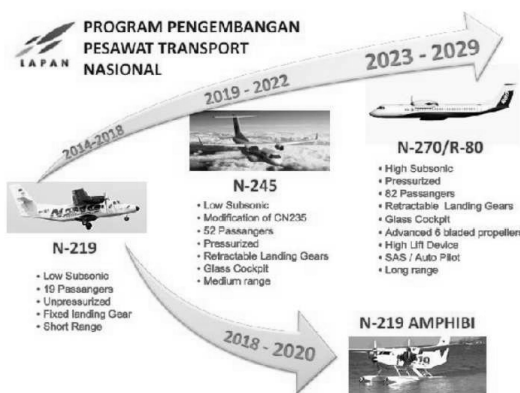 LAPAN
PROGRAM PENGEMBANGAN
PESAWAT TRANSPORT
NASIONAL
2014-2018
2019 - 2022
2023 - 2029
N-219
• Low Subsonic
• 19 Passengers
• Unpressurized
• Fixed landing Gear
• Short Range
N-245
• Low Subsonic
• Modification of CN235
• 52 Passengers
• Pressurized
• Retractable Landing Gears
• Glass Cockpit
• Medium range
N-270/R-80
• High Subsonic
• Pressurized
• 82 Passengers
• Retractable Landing Gears
• Glass Cockpit
• Advanced 6 bladed propeller
• High Lift Device
• SAS / Auto Pilot
• Long range
2018 - 2020
N-219 AMPHIBI